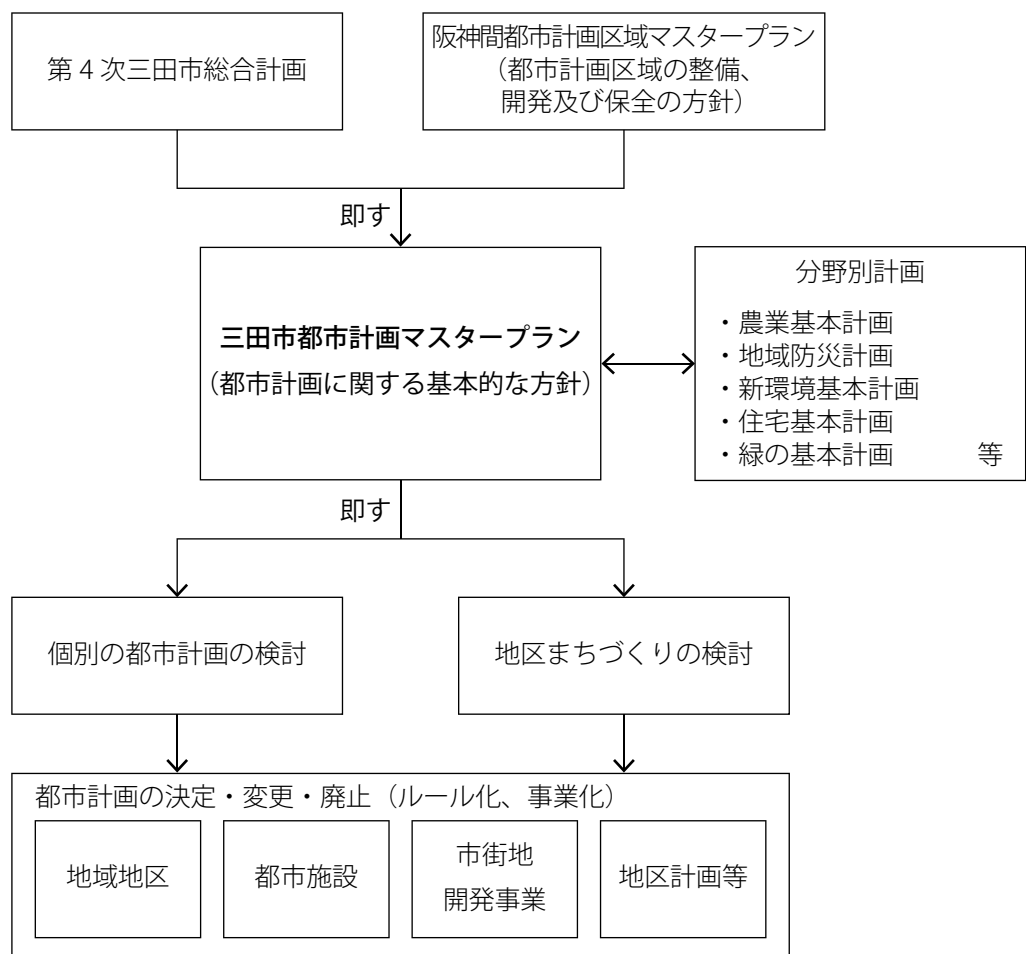 第4次三田市総合計画
阪神間都市計画区域マスタープラン
(都市計画区域の整備、
開発及び保全の方針)
即す
三田市都市計画マスタープラン
(都市計画に関する基本的な方針)
分野別計画
・農業基本計画
・地域防災計画
・新環境基本計画
・住宅基本計画
・緑の基本計画 等
即す
個別の都市計画の検討
地区まちづくりの検討
都市計画の決定・変更・廃止(ルール化、事業化)
地域地区
都市施設
市街地
開発事業
地区計画等